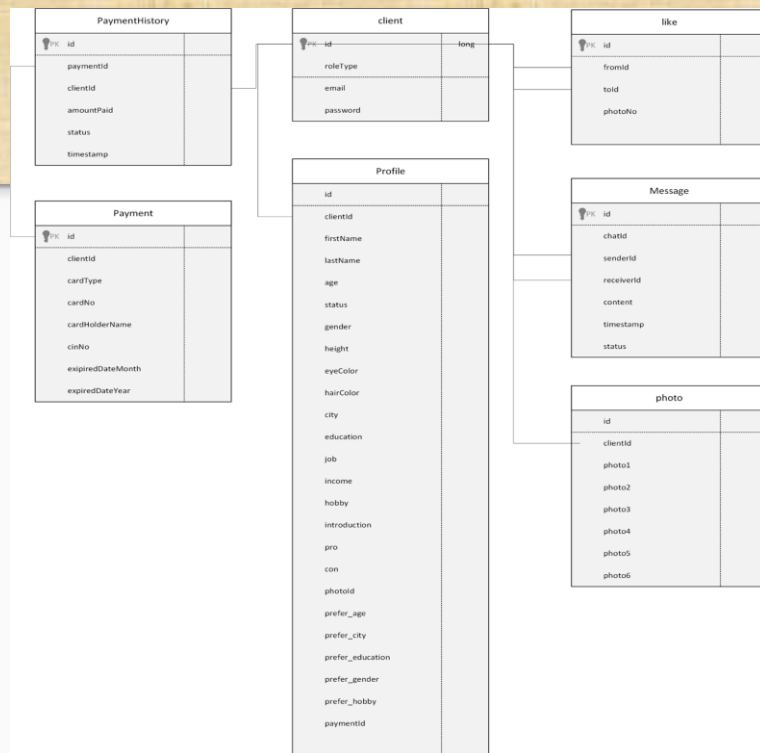 PaymentHistory
PK id
paymentId
clientId
amountPaid
status
timestamp
Payment
PK id
clientId
cardType
cardNo
cardHolderName
cinNo
exipiredDateMonth
expiredDateYear
client
PK id long
roleType
email
password
Profile
id
clientId
firstName
lastName
age
status
gender
height
eyeColor
hairColor
city
education
job
income
hobby
introduction
pro
con
photoId
prefer_age
prefer_city
prefer_education
prefer_gender
prefer_hobby
paymentId
like
PK id
fromId
toId
photoNo
Message
PK id
chatId
senderId
receiverId
content
timestamp
status
photo
id
clientId
photo1
photo2
photo3
photo4
photo5
photo6